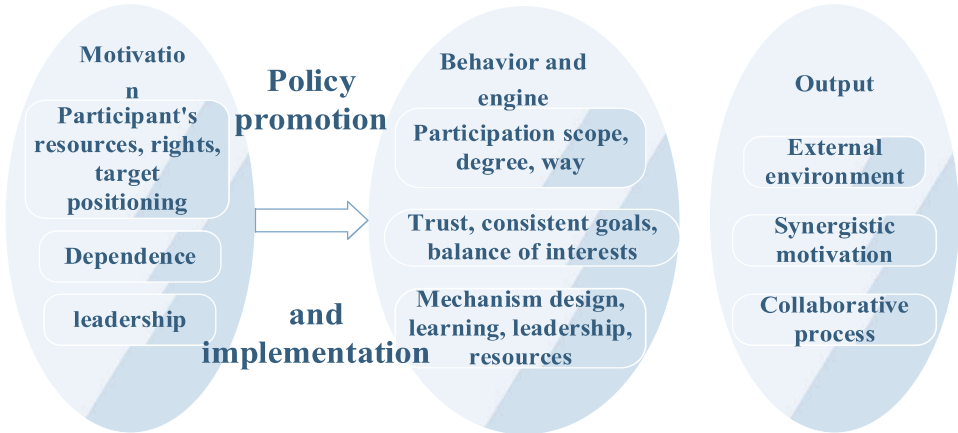 Motivatio
n
Participant's
resources, rights,
target
positioning
Dependence
leadership
Policy
promotion
and
implementation
Behavior and
engine
Participation scope,
degree, way
Trust, consistent goals,
balance of interests
Mechanism design,
learning, leadership,
resources
Output
External
environment
Synergistic
motivation
Collaborative
process